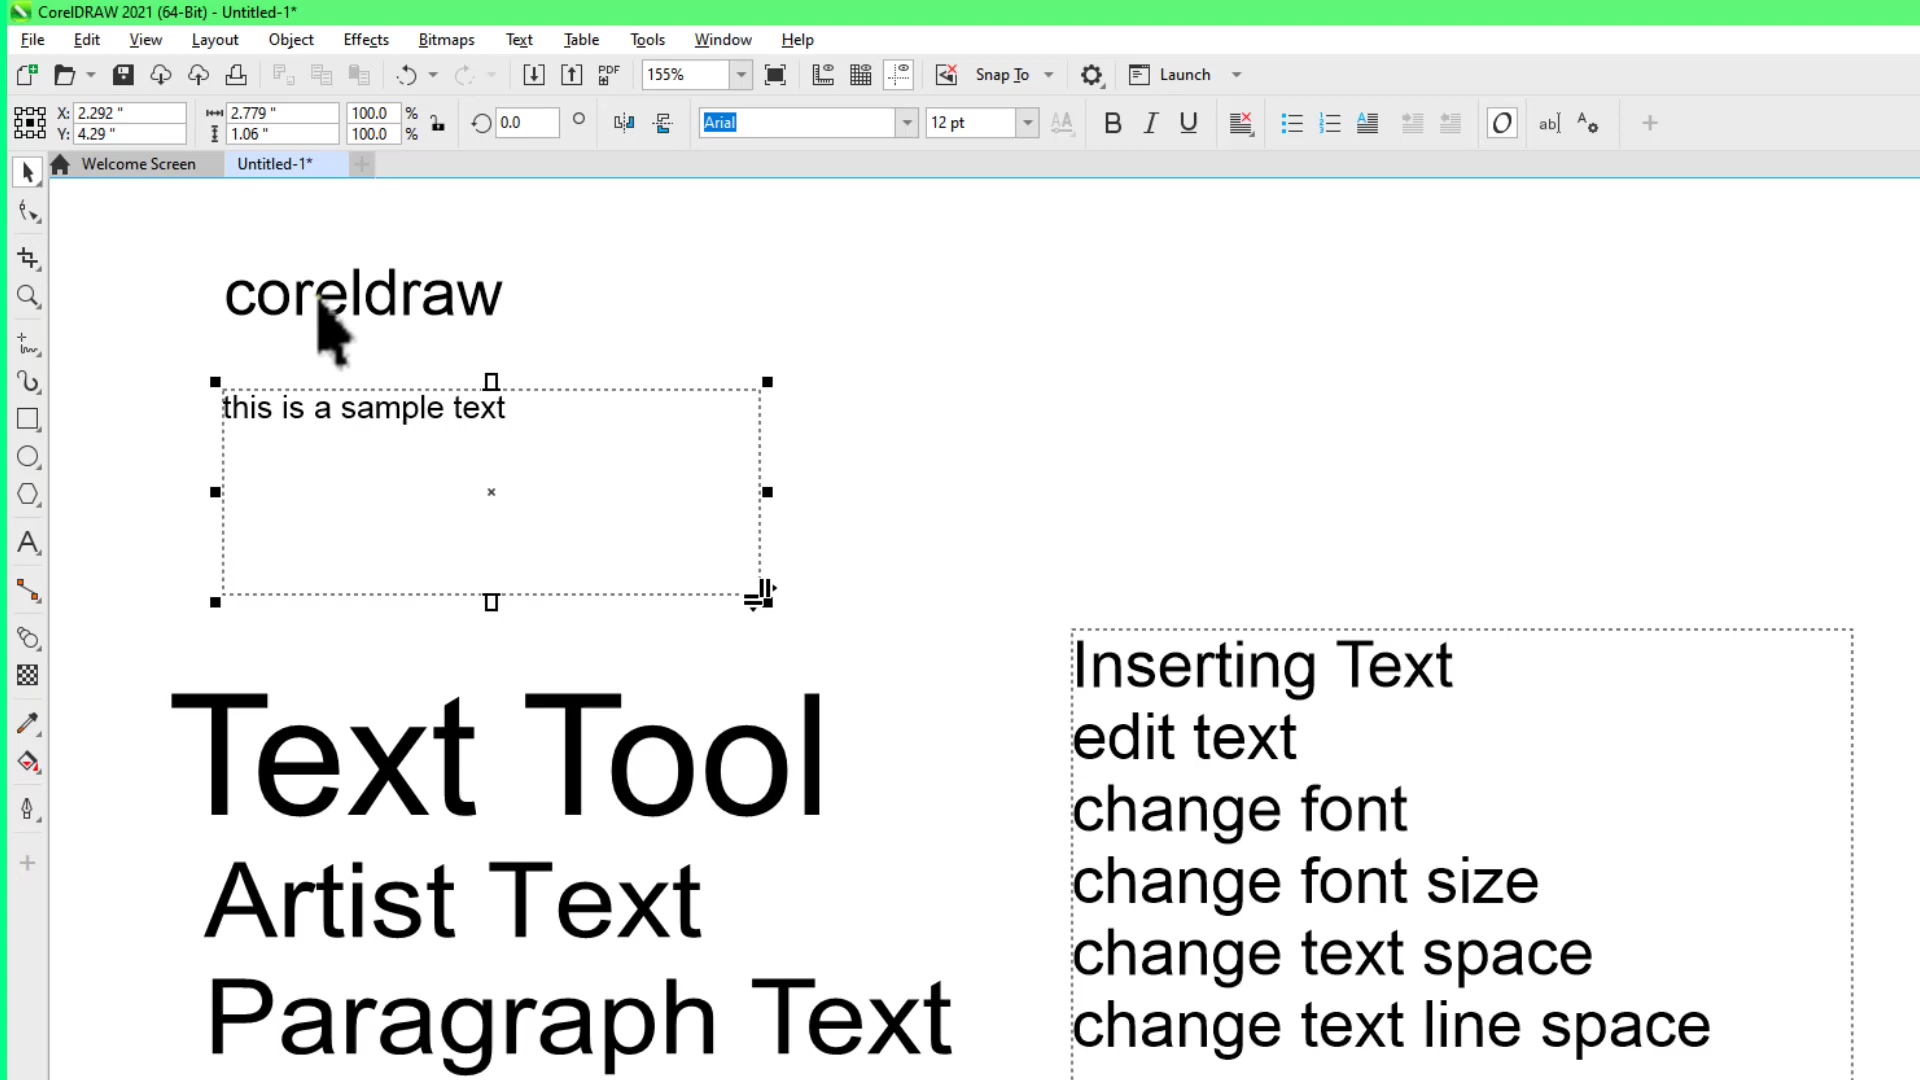 CorelDRAW 2021 (64-Bit) - Untitled-1*
File Edit View Layout Object Effects Bitmaps Text Table Tools Window Help
PDF 155% Snap To Launch
X: 2.292 " 2.779 " 100.0 % 0.0 Arial 12 pt AA B I U O ab A
Y: 4.29 " 1.06 " 100.0 %
Welcome Screen Untitled-1*
coreldraw
this is a sample text
Text Tool
Artist Text
Paragraph Text
Inserting Text
edit text
change font
change font size
change text space
change text line space